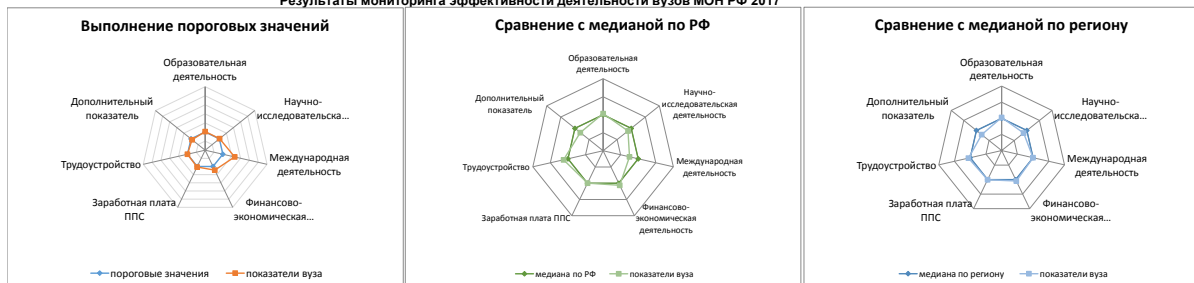 Результаты мониторинга эффективности деятельности вузов МОН РФ 2017
Выполнение пороговых значений
Образовательная
деятельность
Дополнительный
показатель
Научно-
исследовательска...
Трудоустройство
Международная
деятельность
Заработная плата
ППС
Финансово-
экономическая...
пороговые значения
показатели вуза
Сравнение с медианой по РФ
Образовательная
деятельность
Дополнительный
показатель
Научно-
исследовательская
деятельность
Трудоустройство
Международная
деятельность
Заработная плата ППС
Финансово-
экономическая
деятельность
медиана по РФ
показатели вуза
Сравнение с медианой по региону
Образовательная
деятельность
Дополнительный
показатель
Научно-
исследовательска...
Трудоустройство
Международная
деятельность
Заработная плата
ППС
Финансово-
экономическая...
медиана по региону
показатели вуза